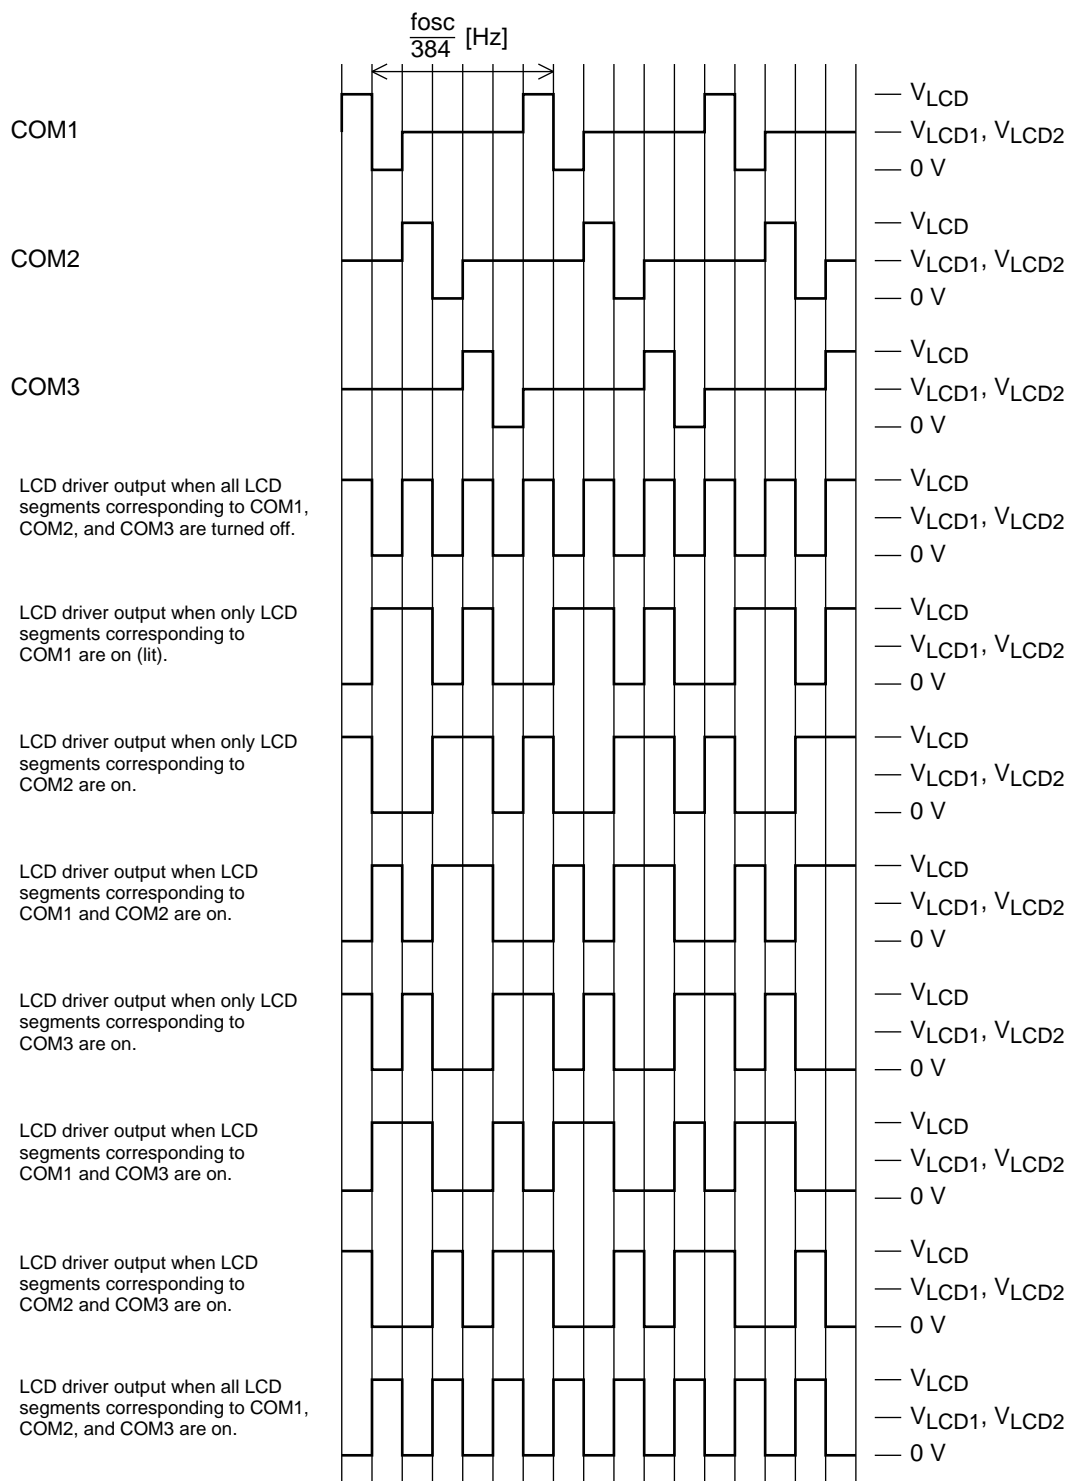 fosc
384 [Hz]
VLCD
COM1
VLCD1, VLCD2
0 V
VLCD
COM2
VLCD1, VLCD2
0 V
VLCD
COM3
VLCD1, VLCD2
0 V
LCD driver output when all LCD
segments corresponding to COM1,
COM2, and COM3 are turned off.
VLCD
VLCD1, VLCD2
0 V
LCD driver output when only LCD
segments corresponding to
COM1 are on (lit).
VLCD
VLCD1, VLCD2
0 V
LCD driver output when only LCD
segments corresponding to
COM2 are on.
VLCD
VLCD1, VLCD2
0 V
LCD driver output when LCD
segments corresponding to
COM1 and COM2 are on.
VLCD
VLCD1, VLCD2
0 V
LCD driver output when only LCD
segments corresponding to
COM3 are on.
VLCD
VLCD1, VLCD2
0 V
LCD driver output when LCD
segments corresponding to
COM1 and COM3 are on.
VLCD
VLCD1, VLCD2
0 V
LCD driver output when LCD
segments corresponding to
COM2 and COM3 are on.
VLCD
VLCD1, VLCD2
0 V
LCD driver output when all LCD
segments corresponding to COM1,
COM2, and COM3 are on.
VLCD
VLCD1, VLCD2
0 V